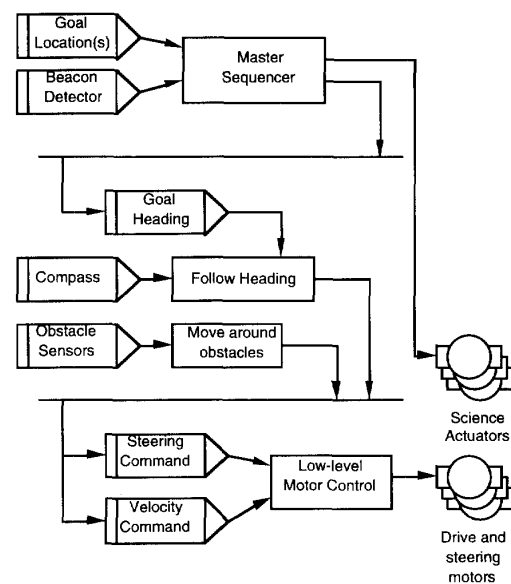 Goal
Location(s)
Beacon
Detector
Master
Sequencer
Goal
Heading
Compass
Follow Heading
Obstacle
Sensors
Move around
obstacles
Science
Actuators
Steering
Command
Velocity
Command
Low-level
Motor Control
Drive and
steering
motors